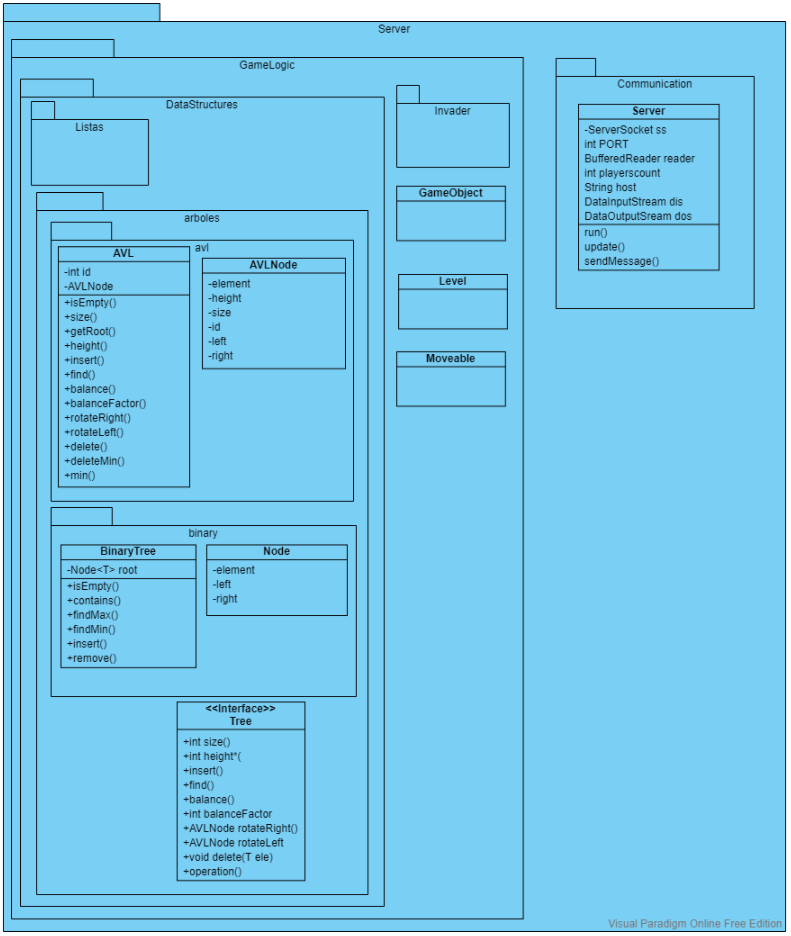 Server
GameLogic
DataStructures
Listas
arboles
avl
AVL
-int id
-AVLNode
+isEmpty()
+size()
+getRoot()
+height()
+insert()
+find()
+balance()
+balanceFactor()
+rotateRight()
+rotateLeft()
+delete()
+deleteMin()
+min()
AVLNode
-element
-height
-size
-id
-left
-right
binary
BinaryTree
-Node<T> root
+isEmpty()
+contains()
+findMax()
+findMin()
+insert()
+remove()
Node
-element
-left
-right
<<Interface>>
Tree
+int size()
+int height*(
+insert()
+find()
+balance()
+int balanceFactor
+AVLNode rotateRight()
+AVLNode rotateLeft
+void delete(T ele)
+operation()
Invader
GameObject
Level
Moveable
Communication
Server
-ServerSocket ss
int PORT
BufferedReader reader
int playerscount
String host
DataInputStream dis
DataOutputSream dos
run()
update()
sendMessage()
Visual Paradigm Online Free Edition